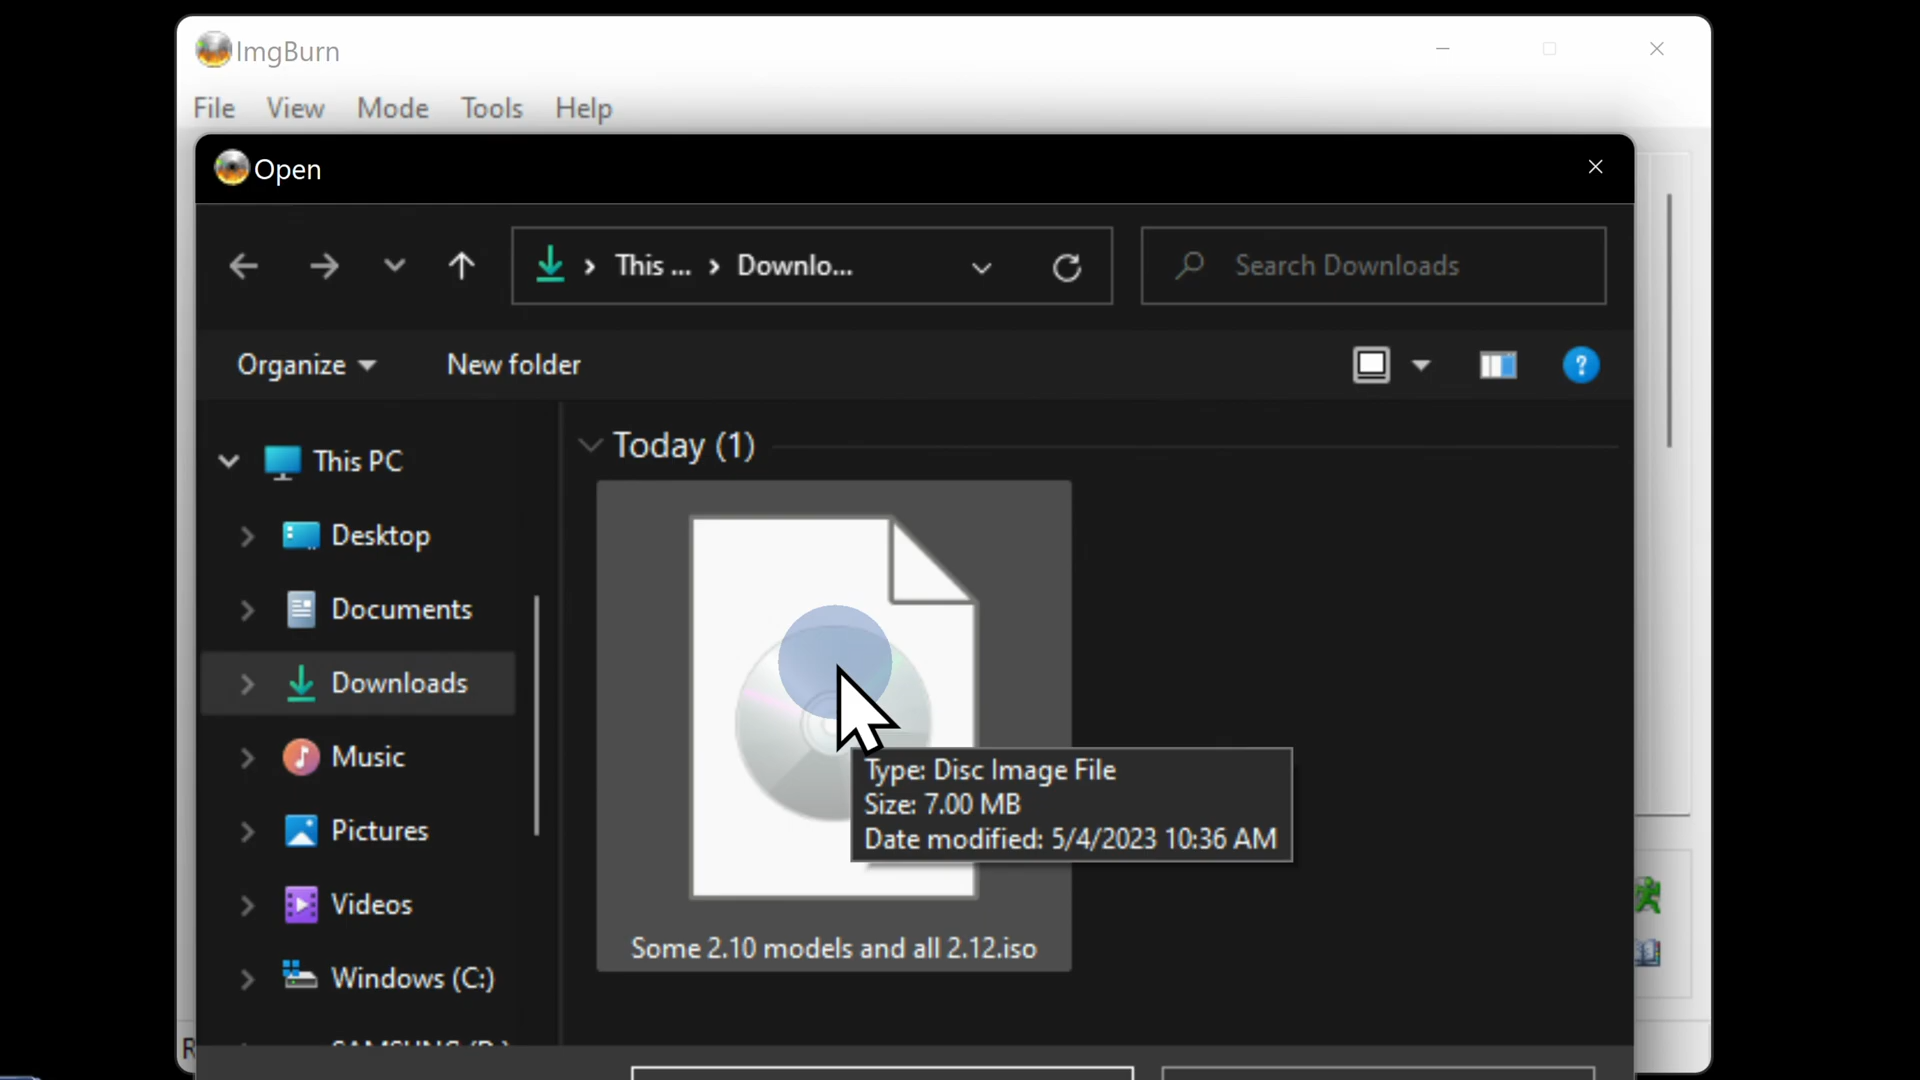 ImgBurn
File View Mode Tools Help
Open
This ... Downlo...
Search Downloads
Organize New folder
?
This PC
Today (1)
Desktop
Documents
Downloads
Music
Type: Disc Image File
Size: 7.00 MB
Date modified: 5/4/2023 10:36 AM
Pictures
Videos
Some 2.10 models and all 2.12.iso
Windows (C:)